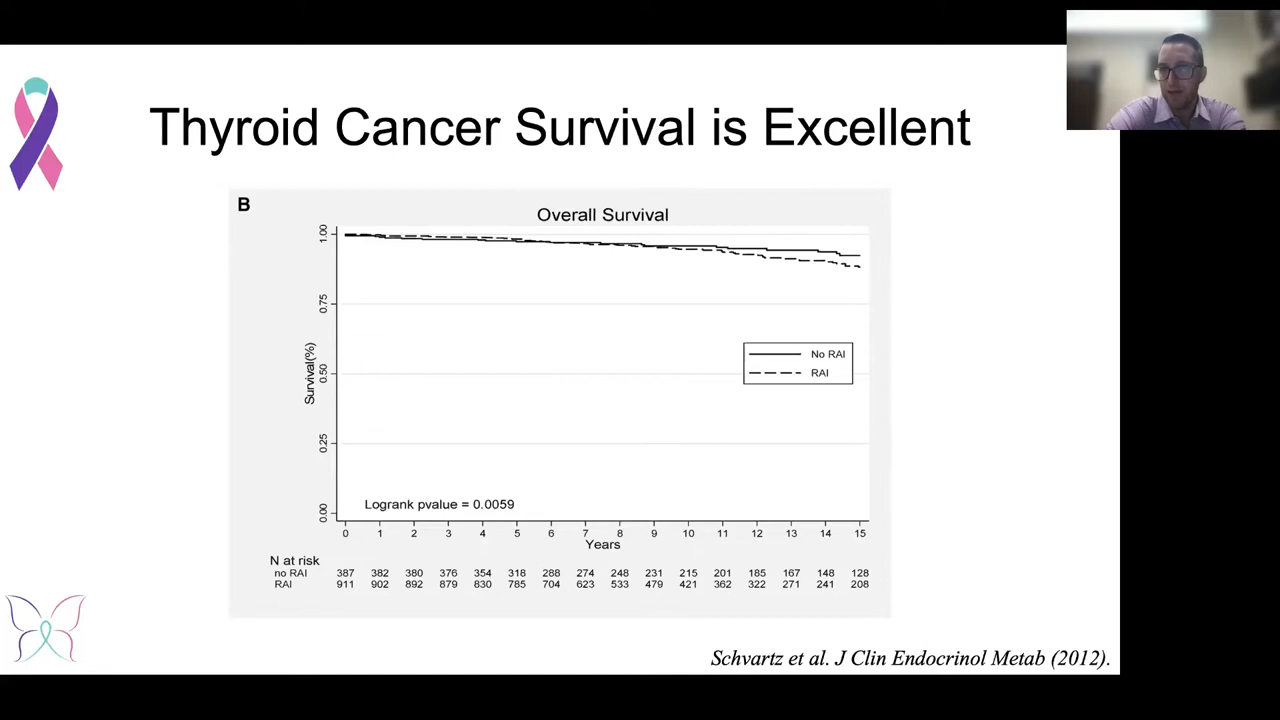 Thyroid Cancer Survival is Excellent
B
Overall Survival
1.00
0.75
0.50
0.25
0.00
Survival(%)
No RAI
RAI
Logrank pvalue = 0.0059
0 1 2 3 4 5 6 7 8 9 10 11 12 13 14 15
Years
N at risk
no RAI 387 382 380 376 354 318 288 274 248 231 215 201 185 167 148 128
RAI 911 902 892 879 830 785 704 623 533 479 421 362 322 271 241 208
Schvartz et al. J Clin Endocrinol Metab (2012).